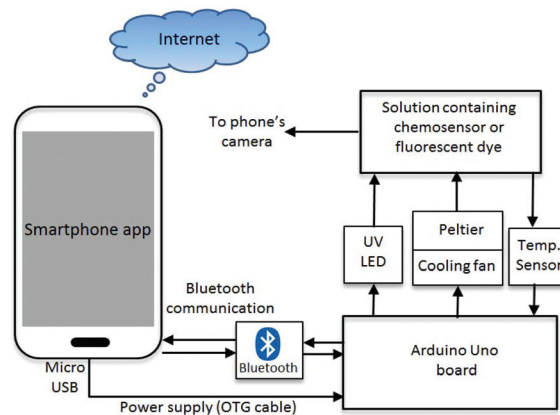 Internet
To phone's
camera
Solution containing
chemosensor or
fluorescent dye
Smartphone app
UV
LED
Peltier
Cooling fan
Temp.
Sensor
Bluetooth
communication
Bluetooth
Arduino Uno
board
Micro
USB
Power supply (OTG cable)